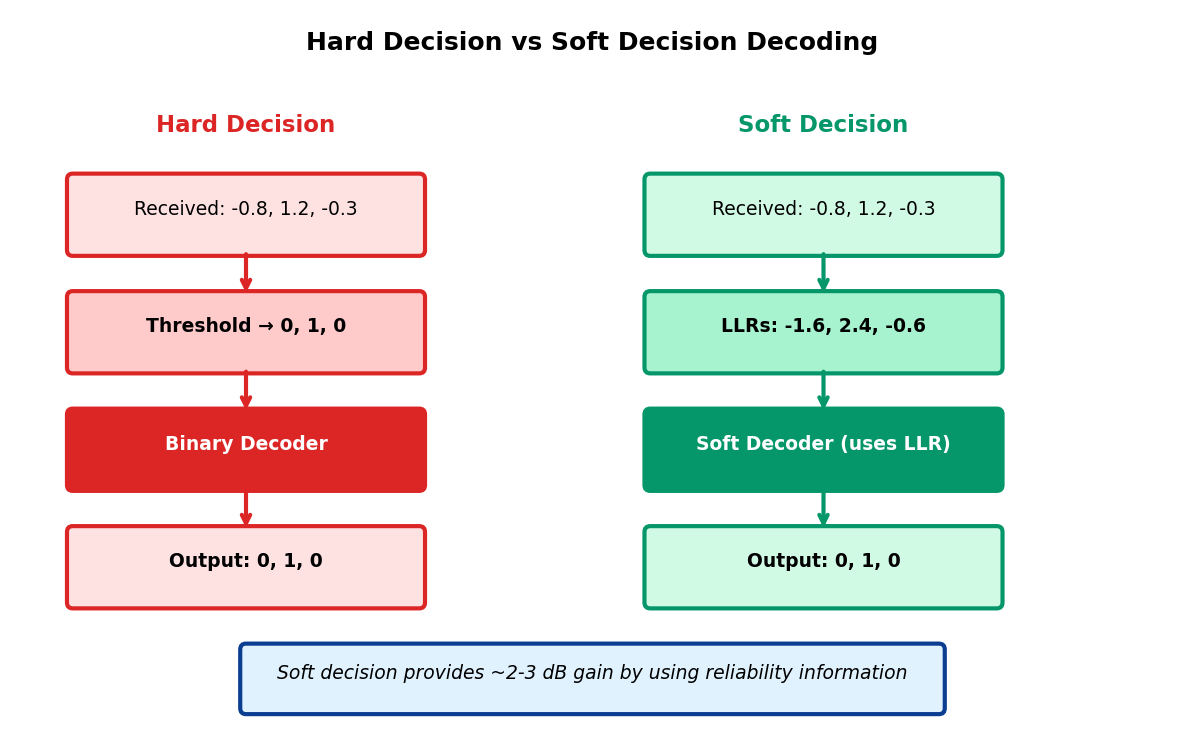 Hard Decision vs Soft Decision Decoding
Hard Decision
Received: -0.8, 1.2, -0.3
Threshold → 0, 1, 0
Binary Decoder
Output: 0, 1, 0
Soft Decision
Received: -0.8, 1.2, -0.3
LLRs: -1.6, 2.4, -0.6
Soft Decoder (uses LLR)
Output: 0, 1, 0
Soft decision provides ~2-3 dB gain by using reliability information